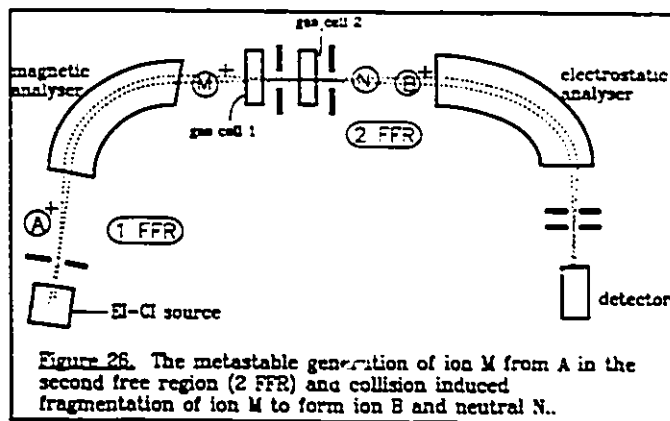 gas cell 2
magnetic
analyser
M +
N
B +
electrostatic
analyser
gas cell 1
2 FFR
A +
1 FFR
EI-CI source
detector
Figure 26. The metastable generation of ion M from A in the
second free region (2 FFR) and collision induced
fragmentation of ion M to form ion B and neutral N..